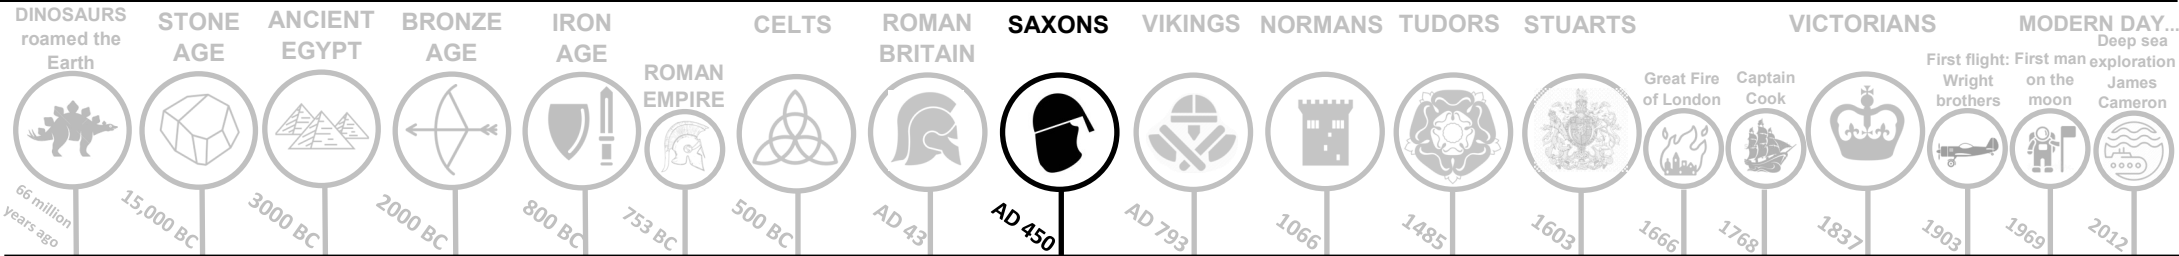 DINOSAURS
roamed the
Earth
STONE
AGE
ANCIENT
EGYPT
BRONZE
AGE
IRON
AGE
ROMAN
EMPIRE
CELTS
ROMAN
BRITAIN
SAXONS
VIKINGS
NORMANS
TUDORS
STUARTS
Great Fire
of London
Captain
Cook
VICTORIANS
First flight:
Wright
brothers
First man
on the
moon
MODERN DAY...
Deep sea
exploration
James
Cameron
66 million
years ago
15,000 BC
3000 BC
2000 BC
800 BC
753 BC
500 BC
AD 43
AD 450
AD 793
1066
1485
1603
1666
1768
1837
1903
1969
2012